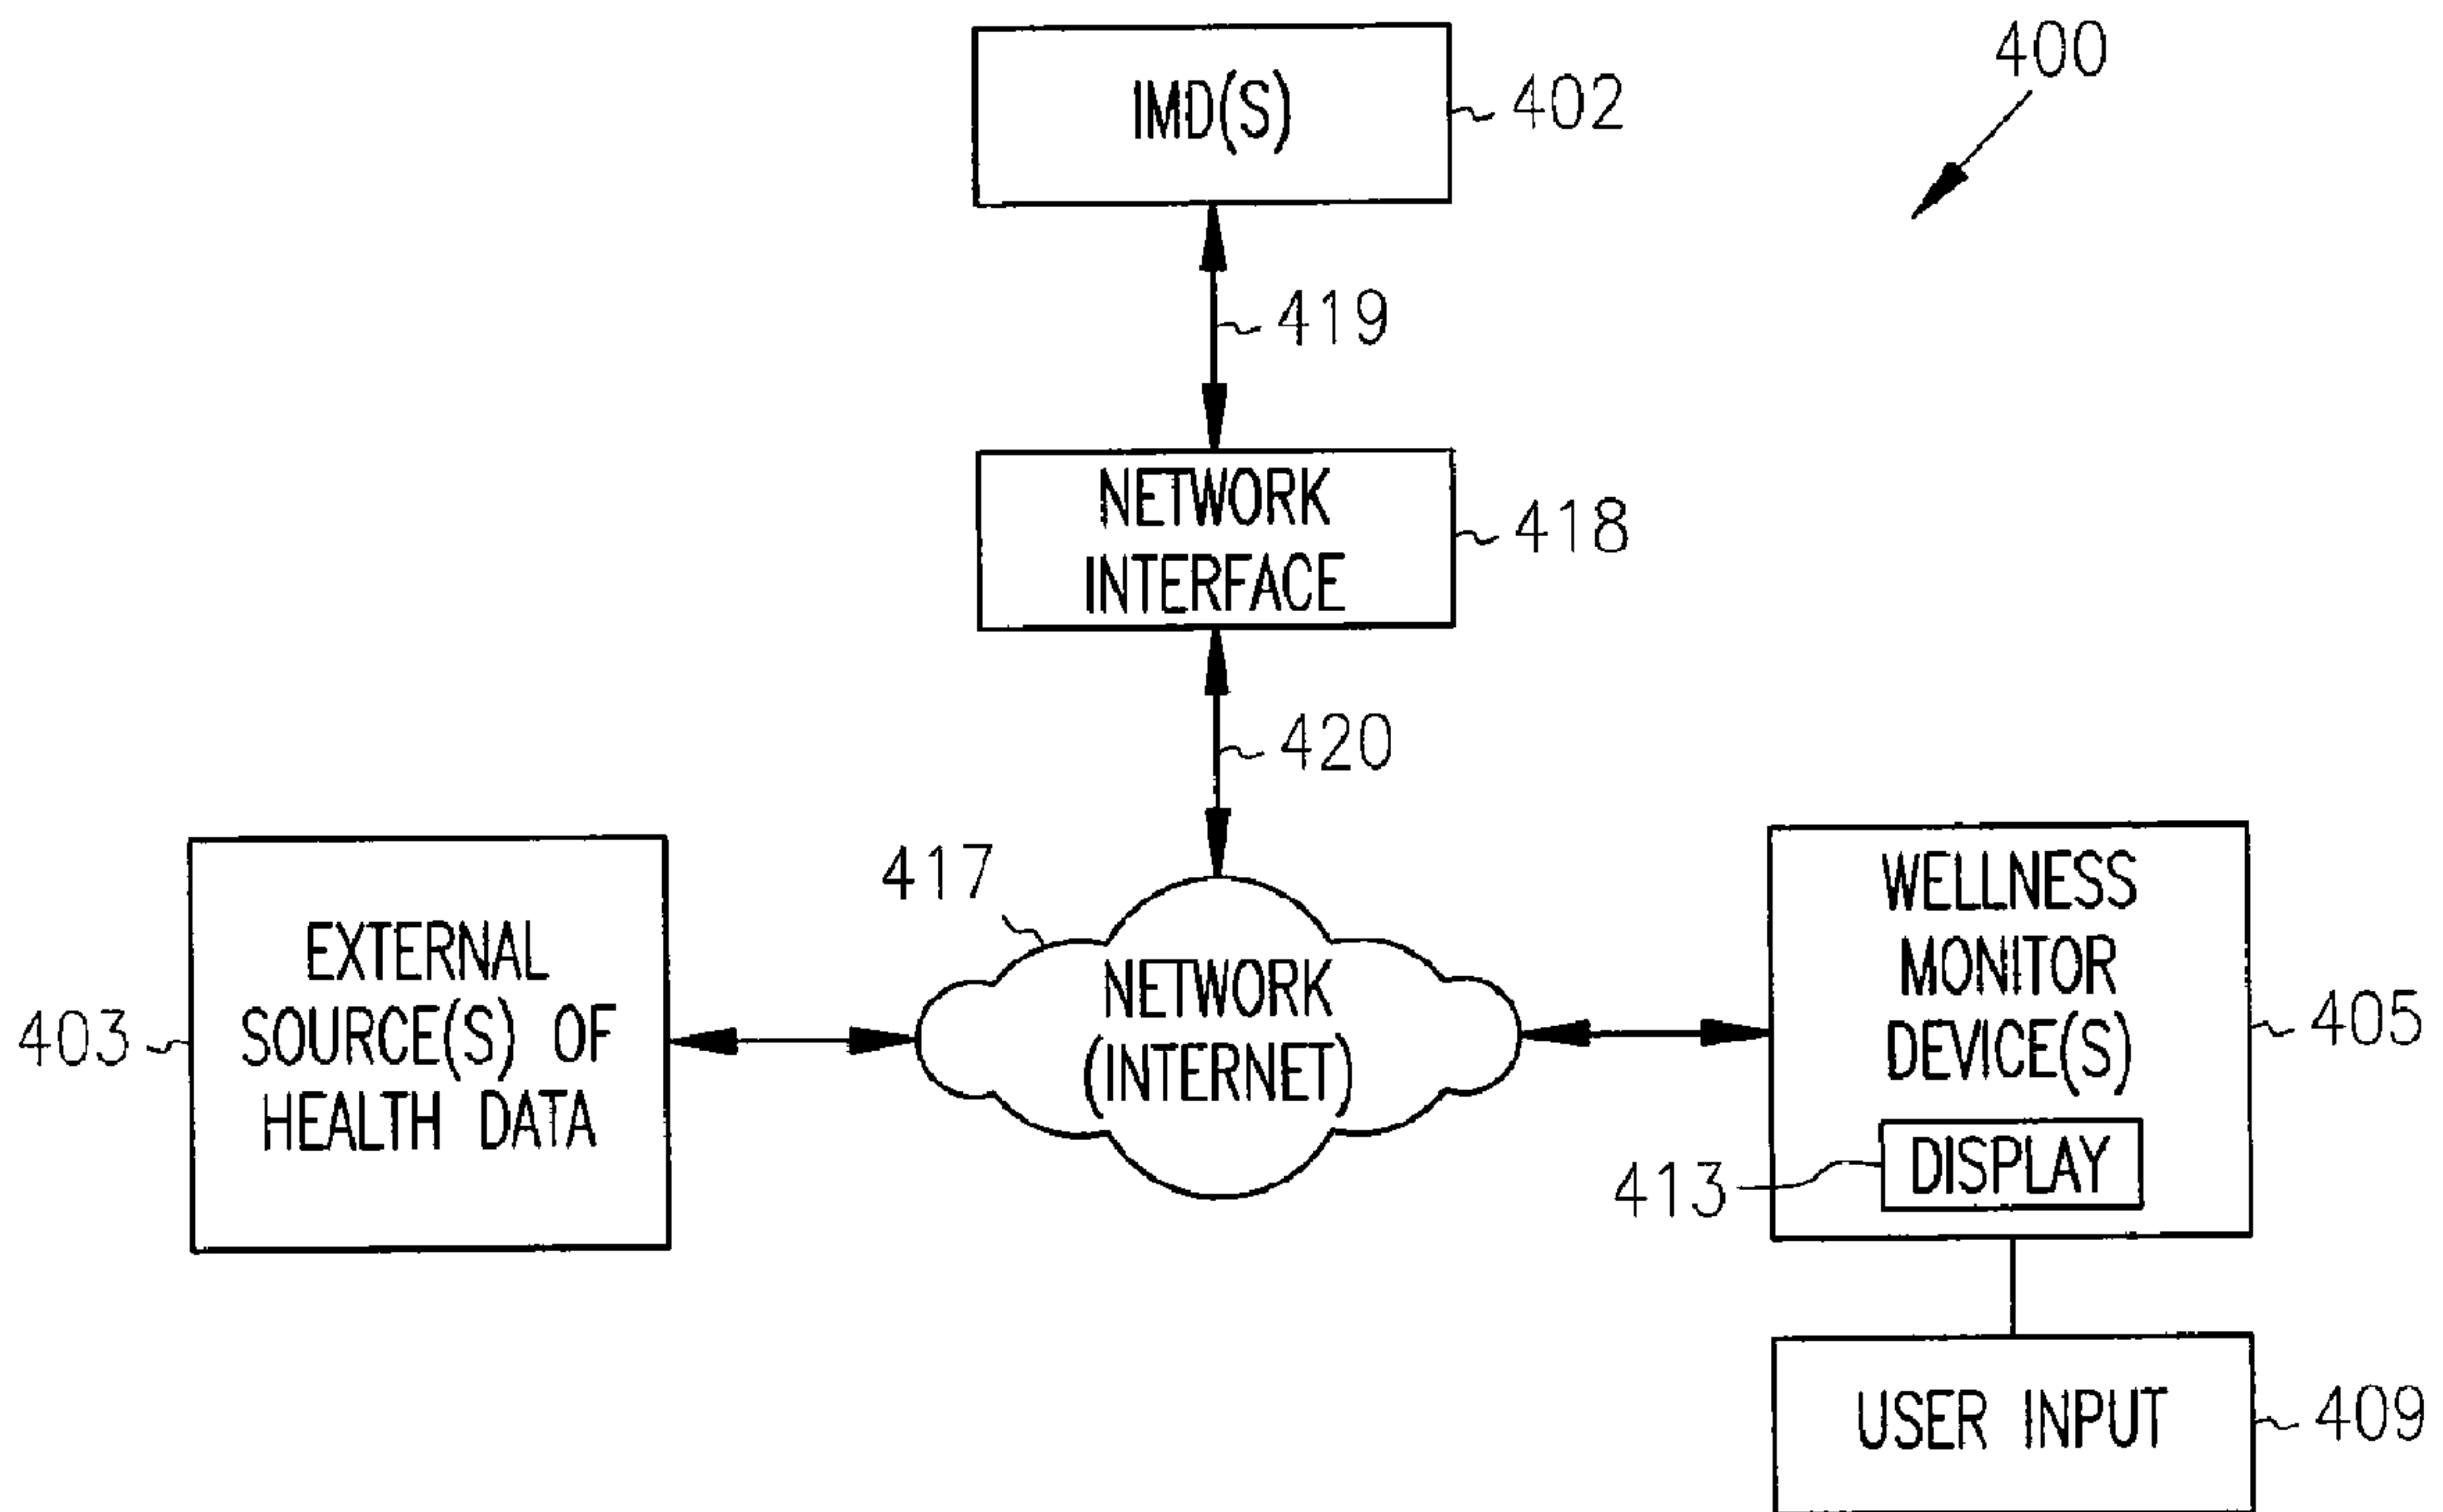 400
IMD(S)
402
419
NETWORK
INTERFACE
418
420
417
NETWORK
(INTERNET)
EXTERNAL
SOURCE(S) OF
HEALTH DATA
403
WELLNESS
MONITOR
DEVICE(S)
405
DISPLAY
413
USER INPUT
409